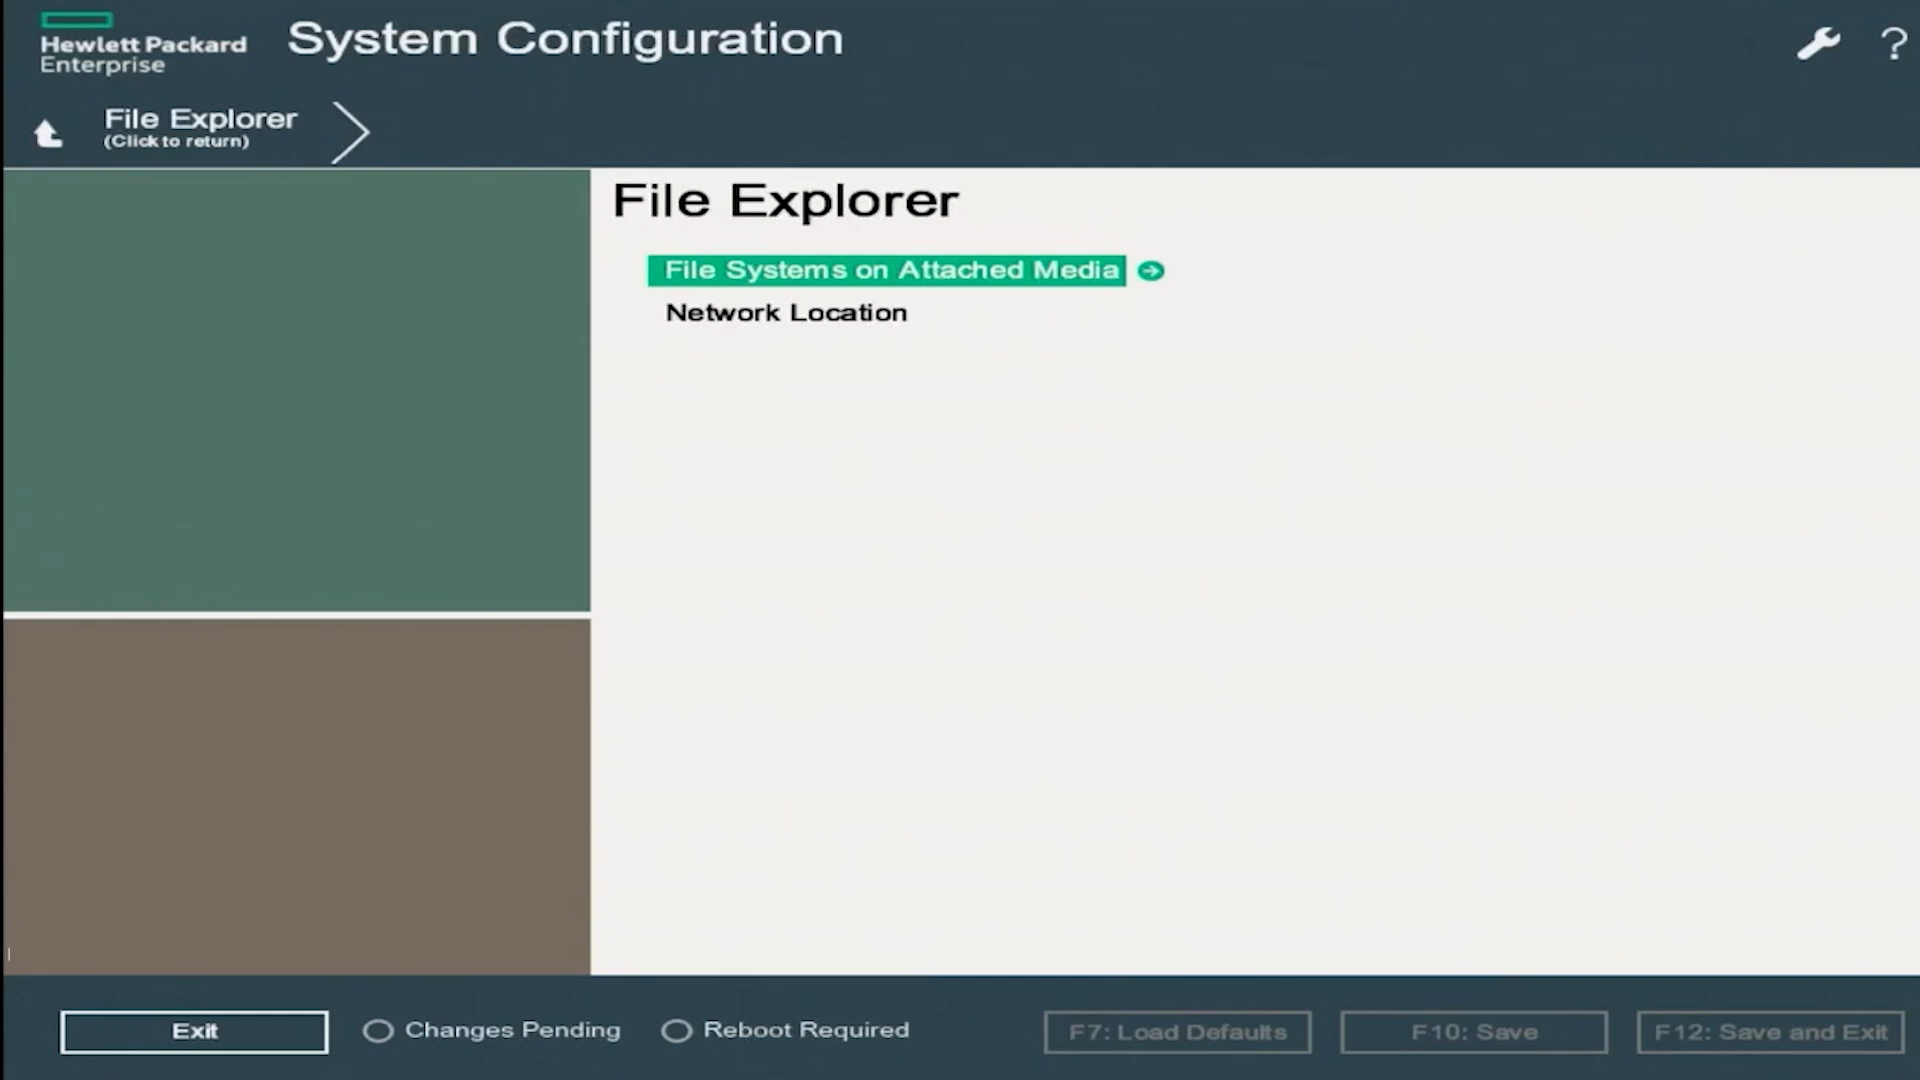 Hewlett Packard
Enterprise
System Configuration
?
File Explorer
(Click to return)
File Explorer
File Systems on Attached Media
Network Location
Exit
Changes Pending
Reboot Required
F7: Load Defaults
F10: Save
F12: Save and Exit